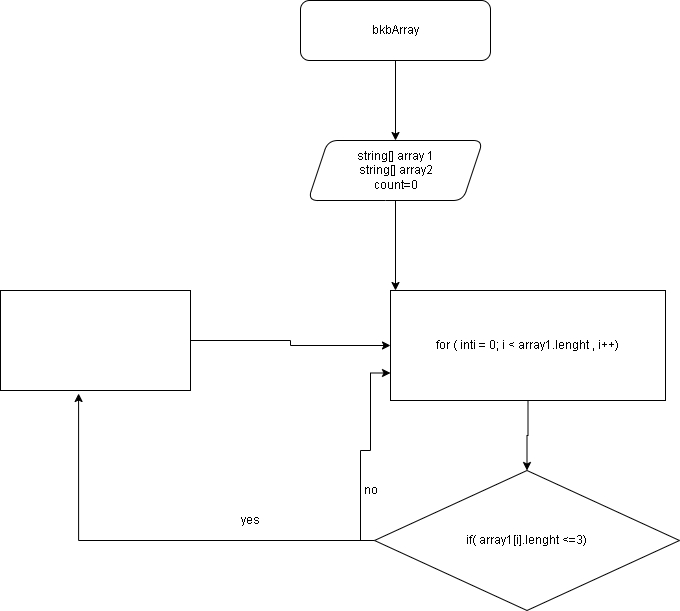 bkbArray
string[] array 1
string[] array2
count=0
for ( inti = 0; i < array1.lenght , i++)
no
yes
if( array1[i].lenght <=3)